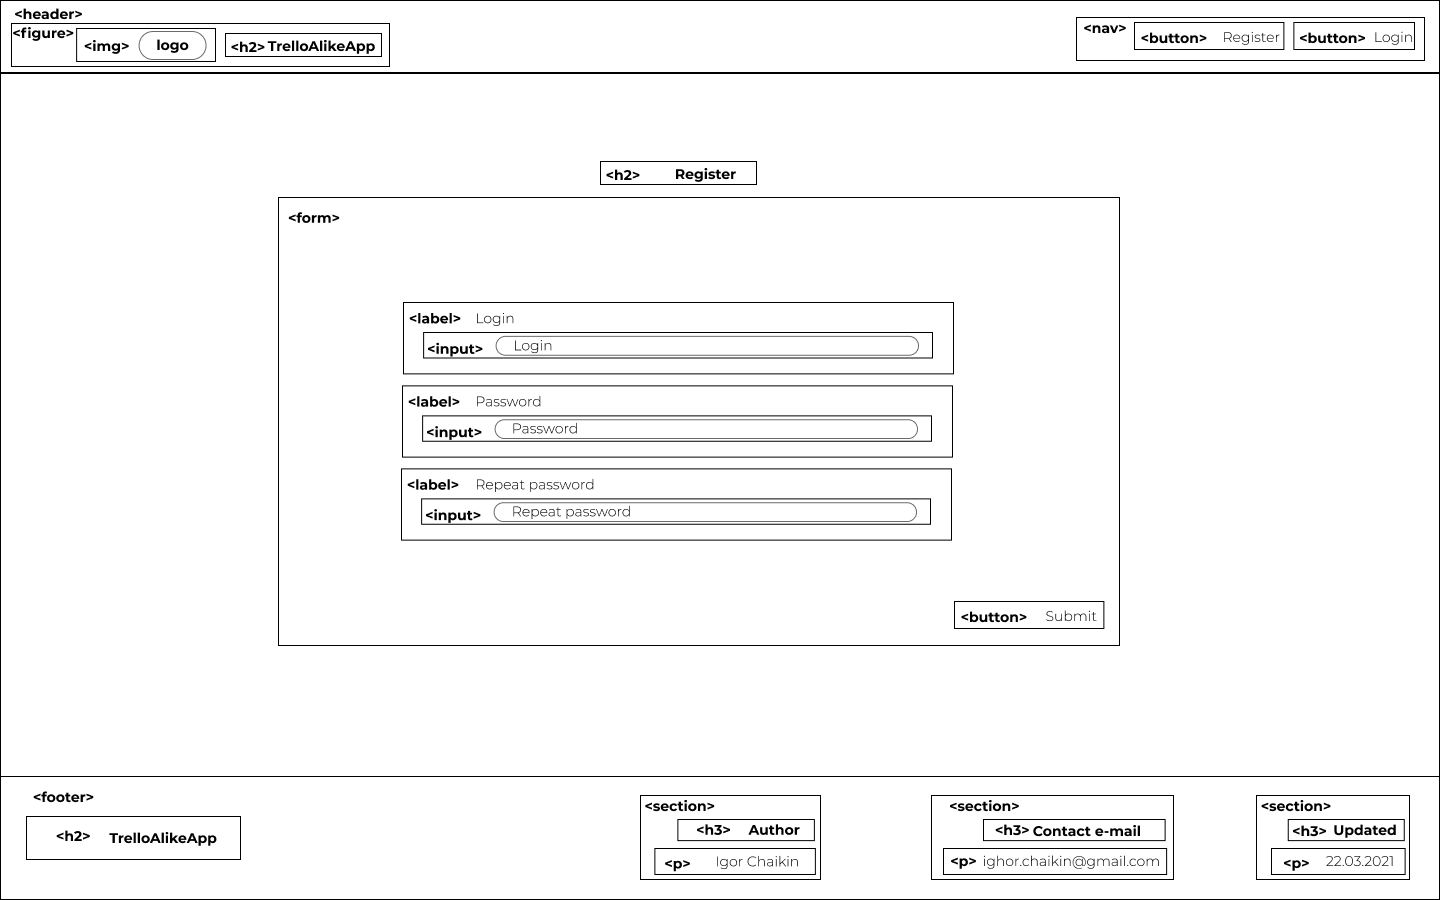 <header>
<figure>
<img> logo
<h2> TrelloAlikeApp
<nav>
<button> Register
<button> Login
<h2> Register
<form>
<label> Login
<input> Login
<label> Password
<input> Password
<label> Repeat password
<input> Repeat password
<button> Submit
<footer>
<h2> TrelloAlikeApp
<section>
<h3> Author
<p> Igor Chaikin
<section>
<h3> Contact e-mail
<p> ighor.chaikin@gmail.com
<section>
<h3> Updated
<p> 22.03.2021